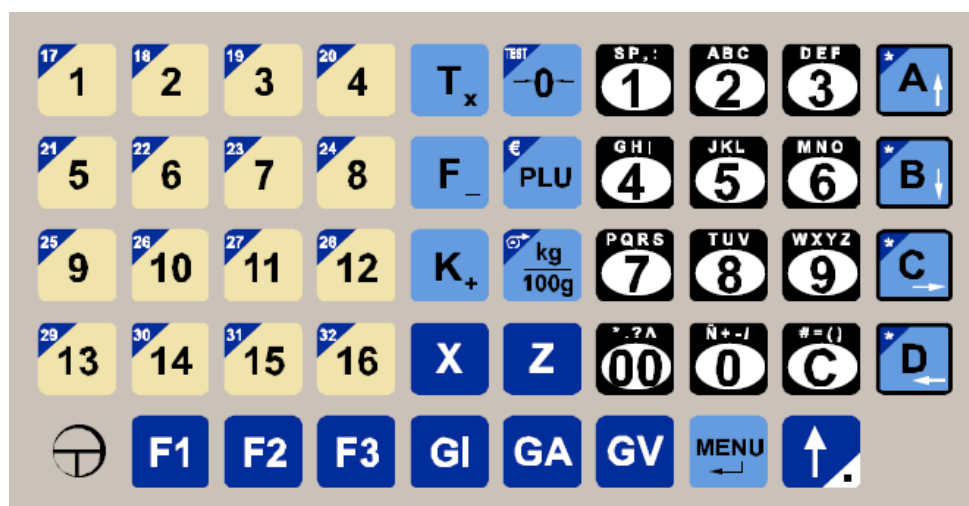 17 18 19 20 TEST SP,: ABC DEF *
1 2 3 4 Tx -0- 1 2 3 A↑
21 22 23 24 € GHI JKL MNO *
5 6 7 8 F_ PLU 4 5 6 B↓
25 26 27 28 PQRS TUV WXYZ *
9 10 11 12 K+ kg/100g 7 8 9 C→
29 30 31 32 *.?Λ Ñ+-/ #=() *
13 14 15 16 X Z 00 0 C D←
F1 F2 F3 GI GA GV MENU ↑ .